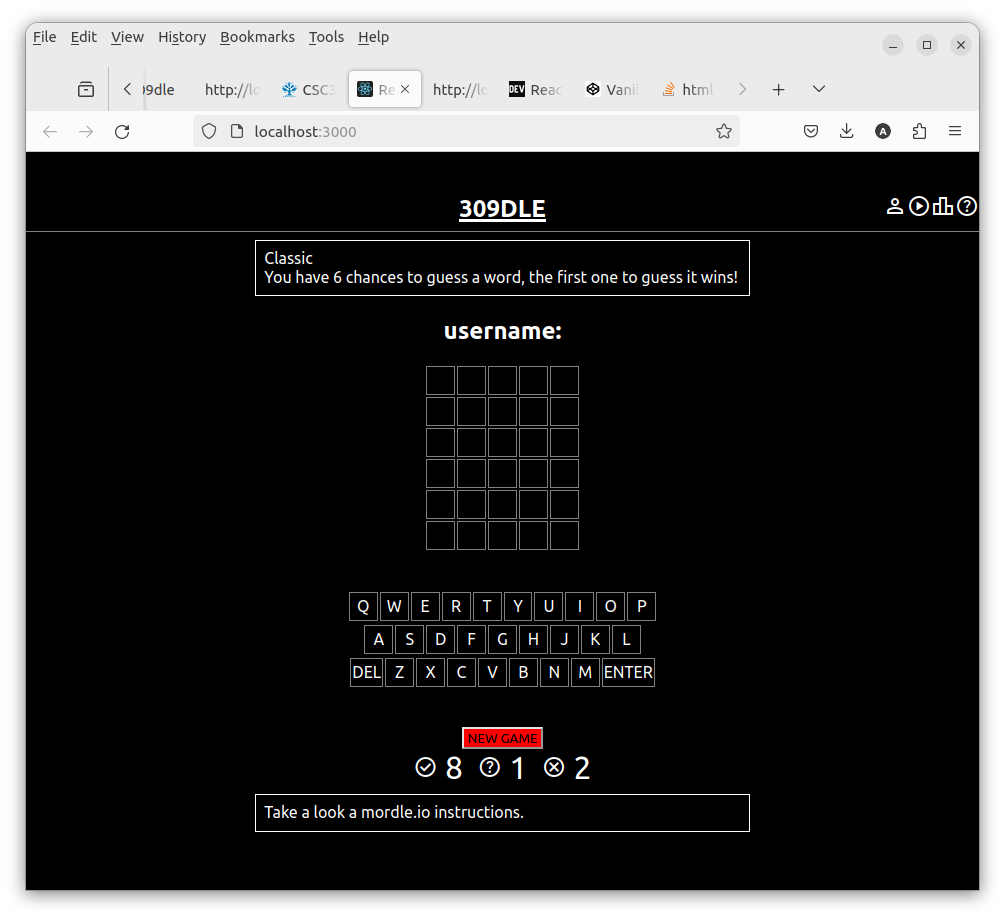 File Edit View History Bookmarks Tools Help
09dle http://lo CSC3 Re http://lo DEV Reac Vanil html
localhost:3000 A
309DLE
Classic
You have 6 chances to guess a word, the first one to guess it wins!
username:
Q W E R T Y U I O P
A S D F G H J K L
DEL Z X C V B N M ENTER
NEW GAME
8 ? 1 2
Take a look a mordle.io instructions.